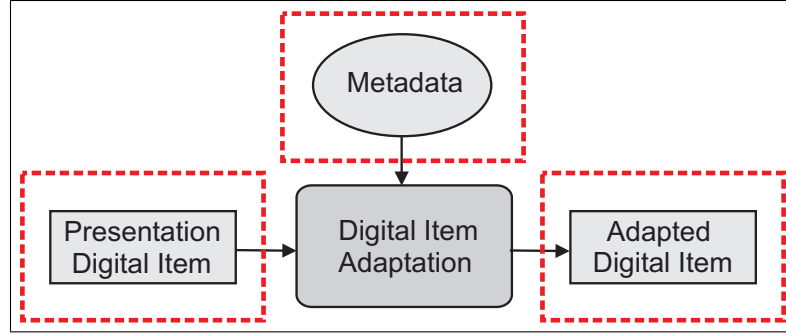 Metadata
Presentation
Digital Item
Digital Item
Adaptation
Adapted
Digital Item